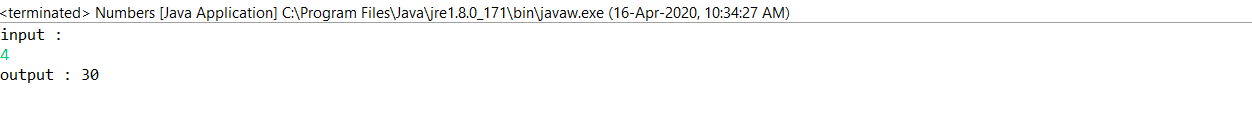 <terminated> Numbers [Java Application] C:\Program Files\Java\jre1.8.0_171\bin\javaw.exe (16-Apr-2020, 10:34:27 AM)
input :
4
output : 30